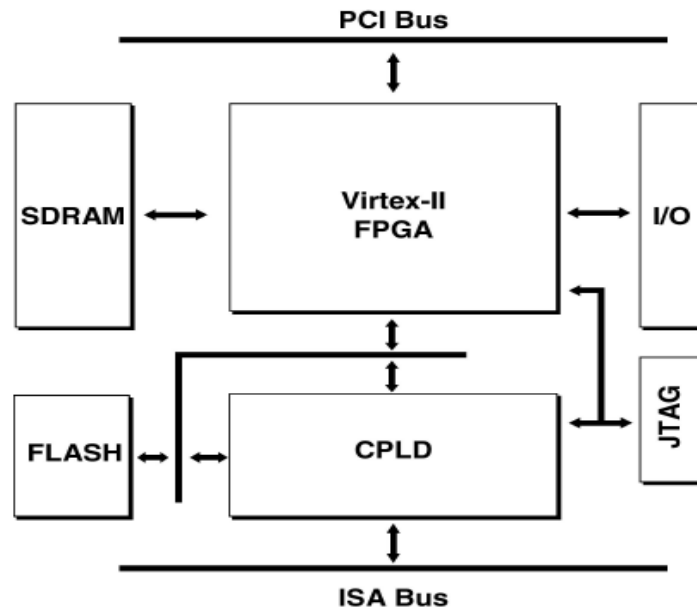 PCI Bus
SDRAM
Virtex-II
FPGA
I/O
FLASH
CPLD
JTAG
ISA Bus